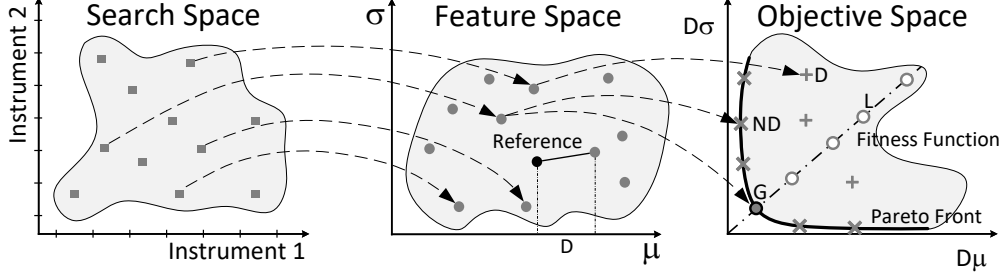 Search Space
Instrument 2
Instrument 1
Feature Space
σ
Reference
D
μ
Objective Space
Dσ
D
ND
L
Fitness Function
G
Pareto Front
Dμ